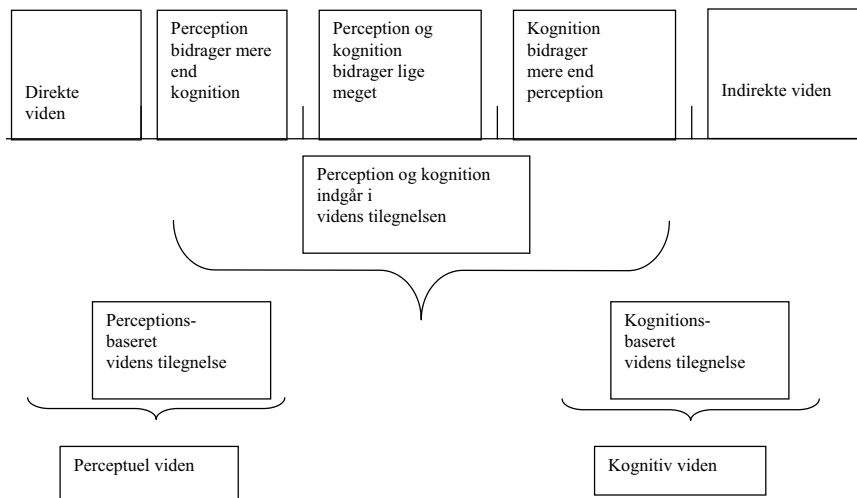 Direkte
viden
Perception
bidrager mere
end
kognition
Perception og
kognition
bidrager lige
meget
Kognition
bidrager
mere end
perception
Indirekte viden
Perception og kognition
indgår i
videns tilegnelsen
Perceptions-
baseret
videns tilegnelse
Kognitions-
baseret
videns tilegnelse
Perceptuel viden
Kognitiv viden